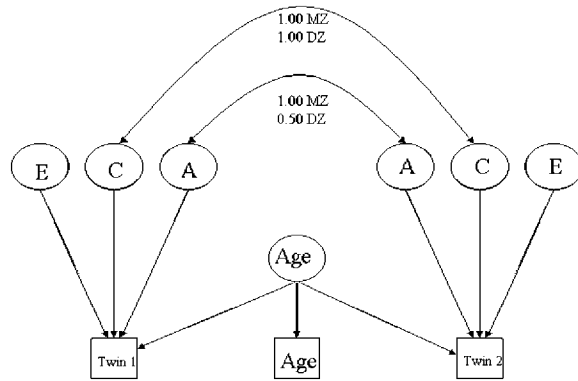 1.00 MZ
1.00 DZ
1.00 MZ
0.50 DZ
E C A A C E
Age
Twin 1 Age Twin 2